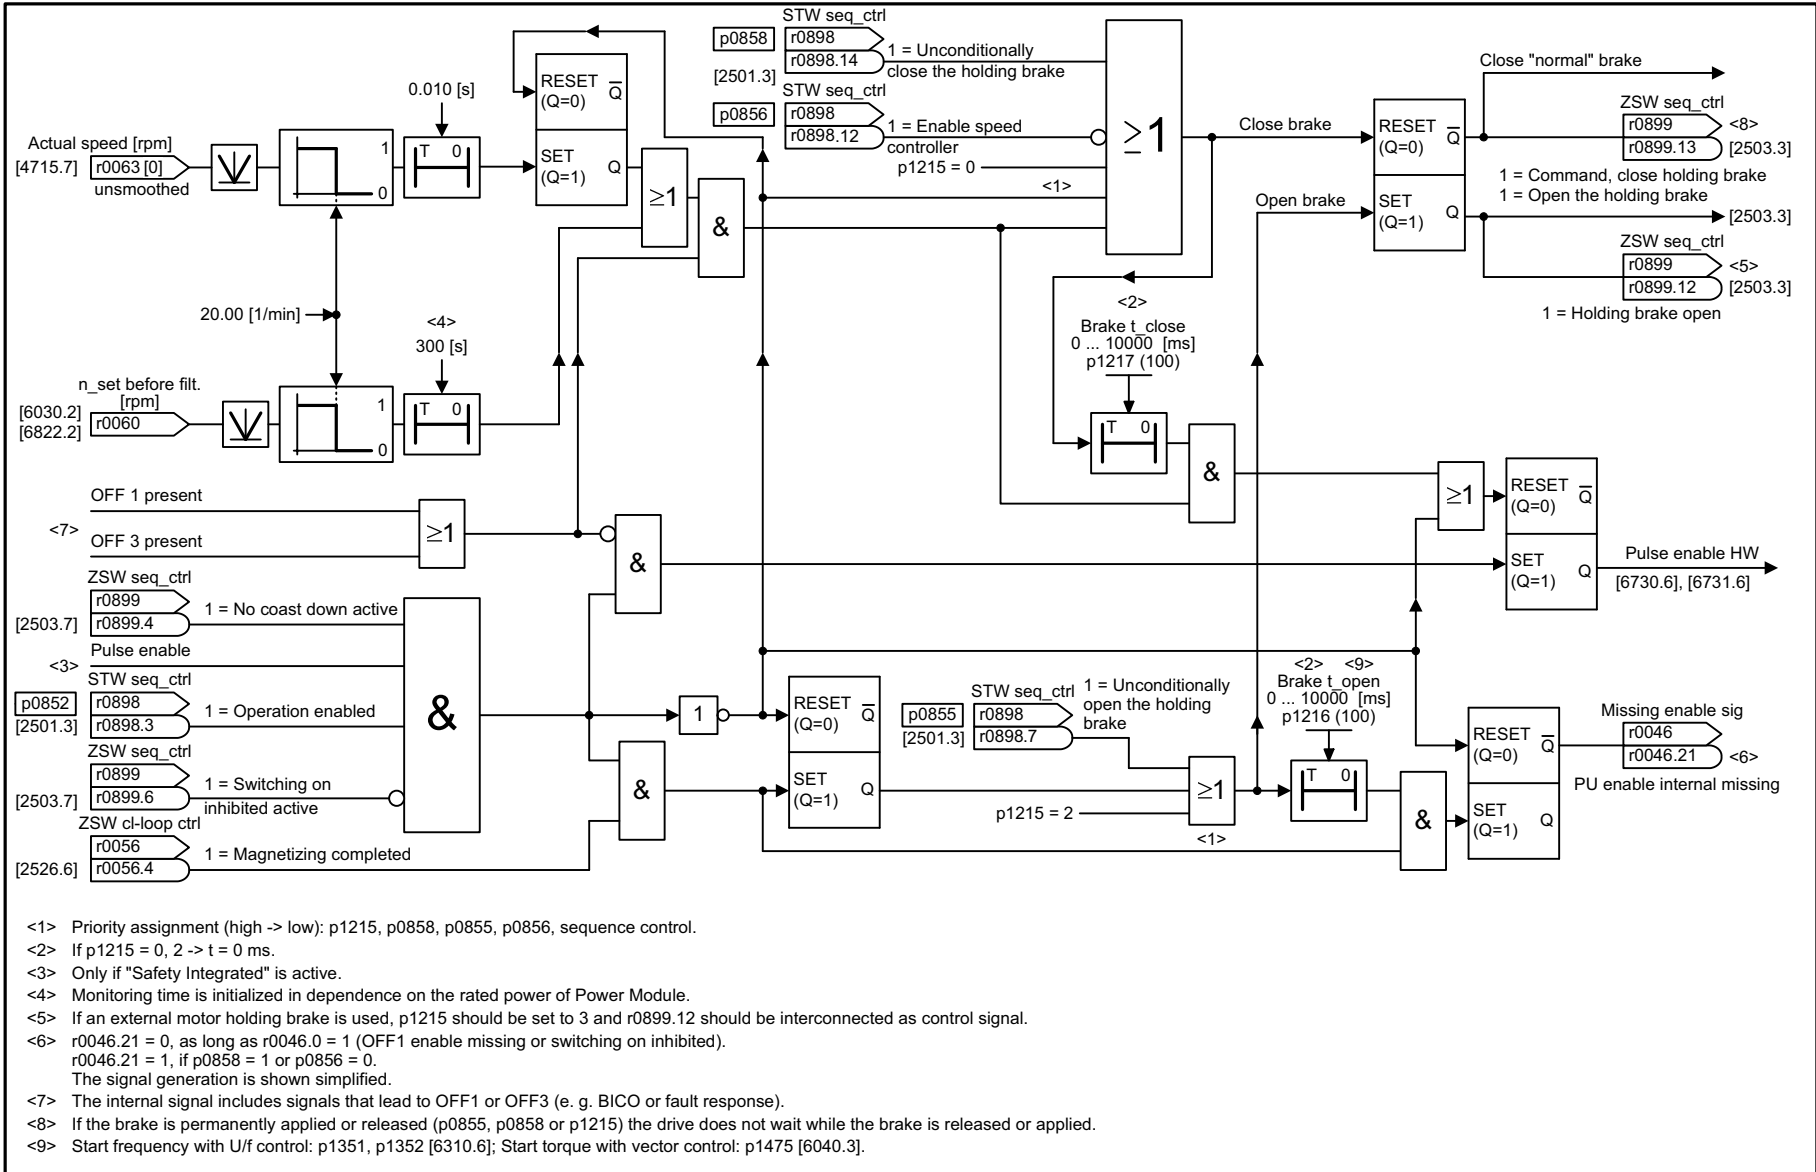 STW seq_ctrl
p0858
r0898
r0898.14
[2501.3]
1 = Unconditionally
close the holding brake
STW seq_ctrl
p0856
r0898
r0898.12
1 = Enable speed
controller
p1215 = 0
<1>
≥1
RESET
(Q=0)
Q
SET
(Q=1)
Q
0.010 [s]
T 0
Actual speed [rpm]
[4715.7]
r0063 [0]
unsmoothed
1
0
≥1
&
Close brake
Open brake
RESET
(Q=0)
Q
SET
(Q=1)
Q
Close "normal" brake
ZSW seq_ctrl
r0899
<8>
r0899.13
[2503.3]
1 = Command, close holding brake
1 = Open the holding brake
[2503.3]
ZSW seq_ctrl
r0899
<5>
r0899.12
[2503.3]
1 = Holding brake open
20.00 [1/min]
<4>
300 [s]
T 0
n_set before filt.
[rpm]
[6030.2]
[6822.2]
r0060
1
0
<2>
Brake t_close
0 ... 10000 [ms]
p1217 (100)
T 0
&
≥1
RESET
(Q=0)
Q
SET
(Q=1)
Q
Pulse enable HW
[6730.6], [6731.6]
OFF 1 present
<7>
OFF 3 present
≥1
&
ZSW seq_ctrl
r0899
r0899.4
[2503.7]
1 = No coast down active
Pulse enable
<3>
STW seq_ctrl
p0852
r0898
r0898.3
[2501.3]
1 = Operation enabled
ZSW seq_ctrl
r0899
r0899.6
[2503.7]
1 = Switching on
inhibited active
&
ZSW cl-loop ctrl
r0056
r0056.4
[2526.6]
1 = Magnetizing completed
1
&
RESET
(Q=0)
Q
SET
(Q=1)
Q
STW seq_ctrl
p0855
r0898
r0898.7
[2501.3]
1 = Unconditionally
open the holding
brake
p1215 = 2
≥1
<1>
<2> <9>
Brake t_open
0 ... 10000 [ms]
p1216 (100)
T 0
&
RESET
(Q=0)
Q
SET
(Q=1)
Q
Missing enable sig
r0046
r0046.21
<6>
PU enable internal missing
<1> Priority assignment (high -> low): p1215, p0858, p0855, p0856, sequence control.
<2> If p1215 = 0, 2 -> t = 0 ms.
<3> Only if "Safety Integrated" is active.
<4> Monitoring time is initialized in dependence on the rated power of Power Module.
<5> If an external motor holding brake is used, p1215 should be set to 3 and r0899.12 should be interconnected as control signal.
<6> r0046.21 = 0, as long as r0046.0 = 1 (OFF1 enable missing or switching on inhibited).
r0046.21 = 1, if p0858 = 1 or p0856 = 0.
The signal generation is shown simplified.
<7> The internal signal includes signals that lead to OFF1 or OFF3 (e. g. BICO or fault response).
<8> If the brake is permanently applied or released (p0855, p0858 or p1215) the drive does not wait while the brake is released or applied.
<9> Start frequency with U/f control: p1351, p1352 [6310.6]; Start torque with vector control: p1475 [6040.3].